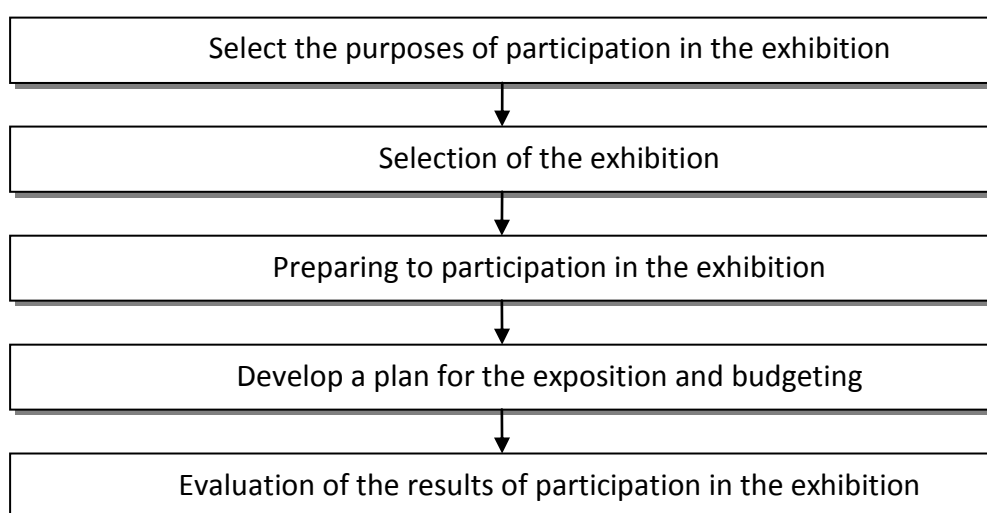 Select the purposes of participation in the exhibition
Selection of the exhibition
Preparing to participation in the exhibition
Develop a plan for the exposition and budgeting
Evaluation of the results of participation in the exhibition